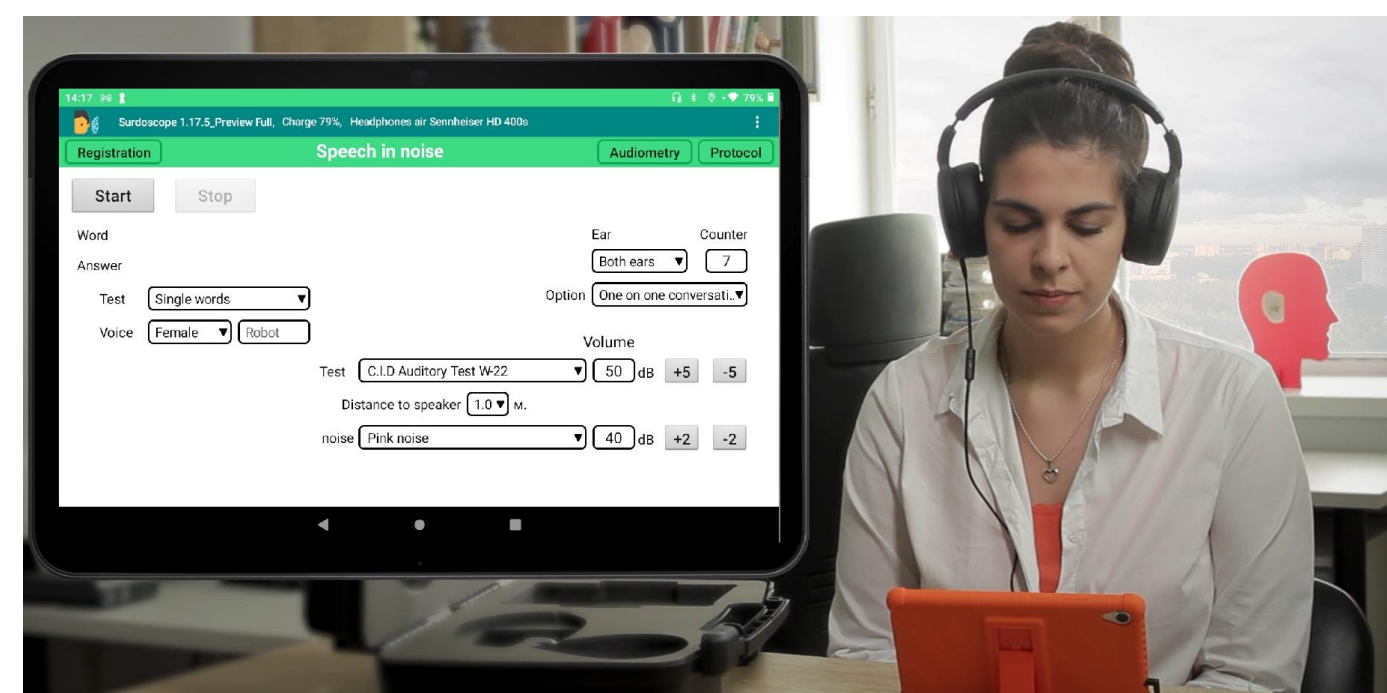 14:17 79%
Surdoscope 1.17.5_Preview Full, Charge 79%, Headphones air Sennheiser HD 400s
Registration Speech in noise Audiometry Protocol
Start Stop
Word Ear Counter
Both ears 7
Answer
Test Single words Option One on one conversati..
Voice Female Robot
Volume
Test C.I.D Auditory Test W-22 50 dB +5 -5
Distance to speaker 1.0 м.
noise Pink noise 40 dB +2 -2